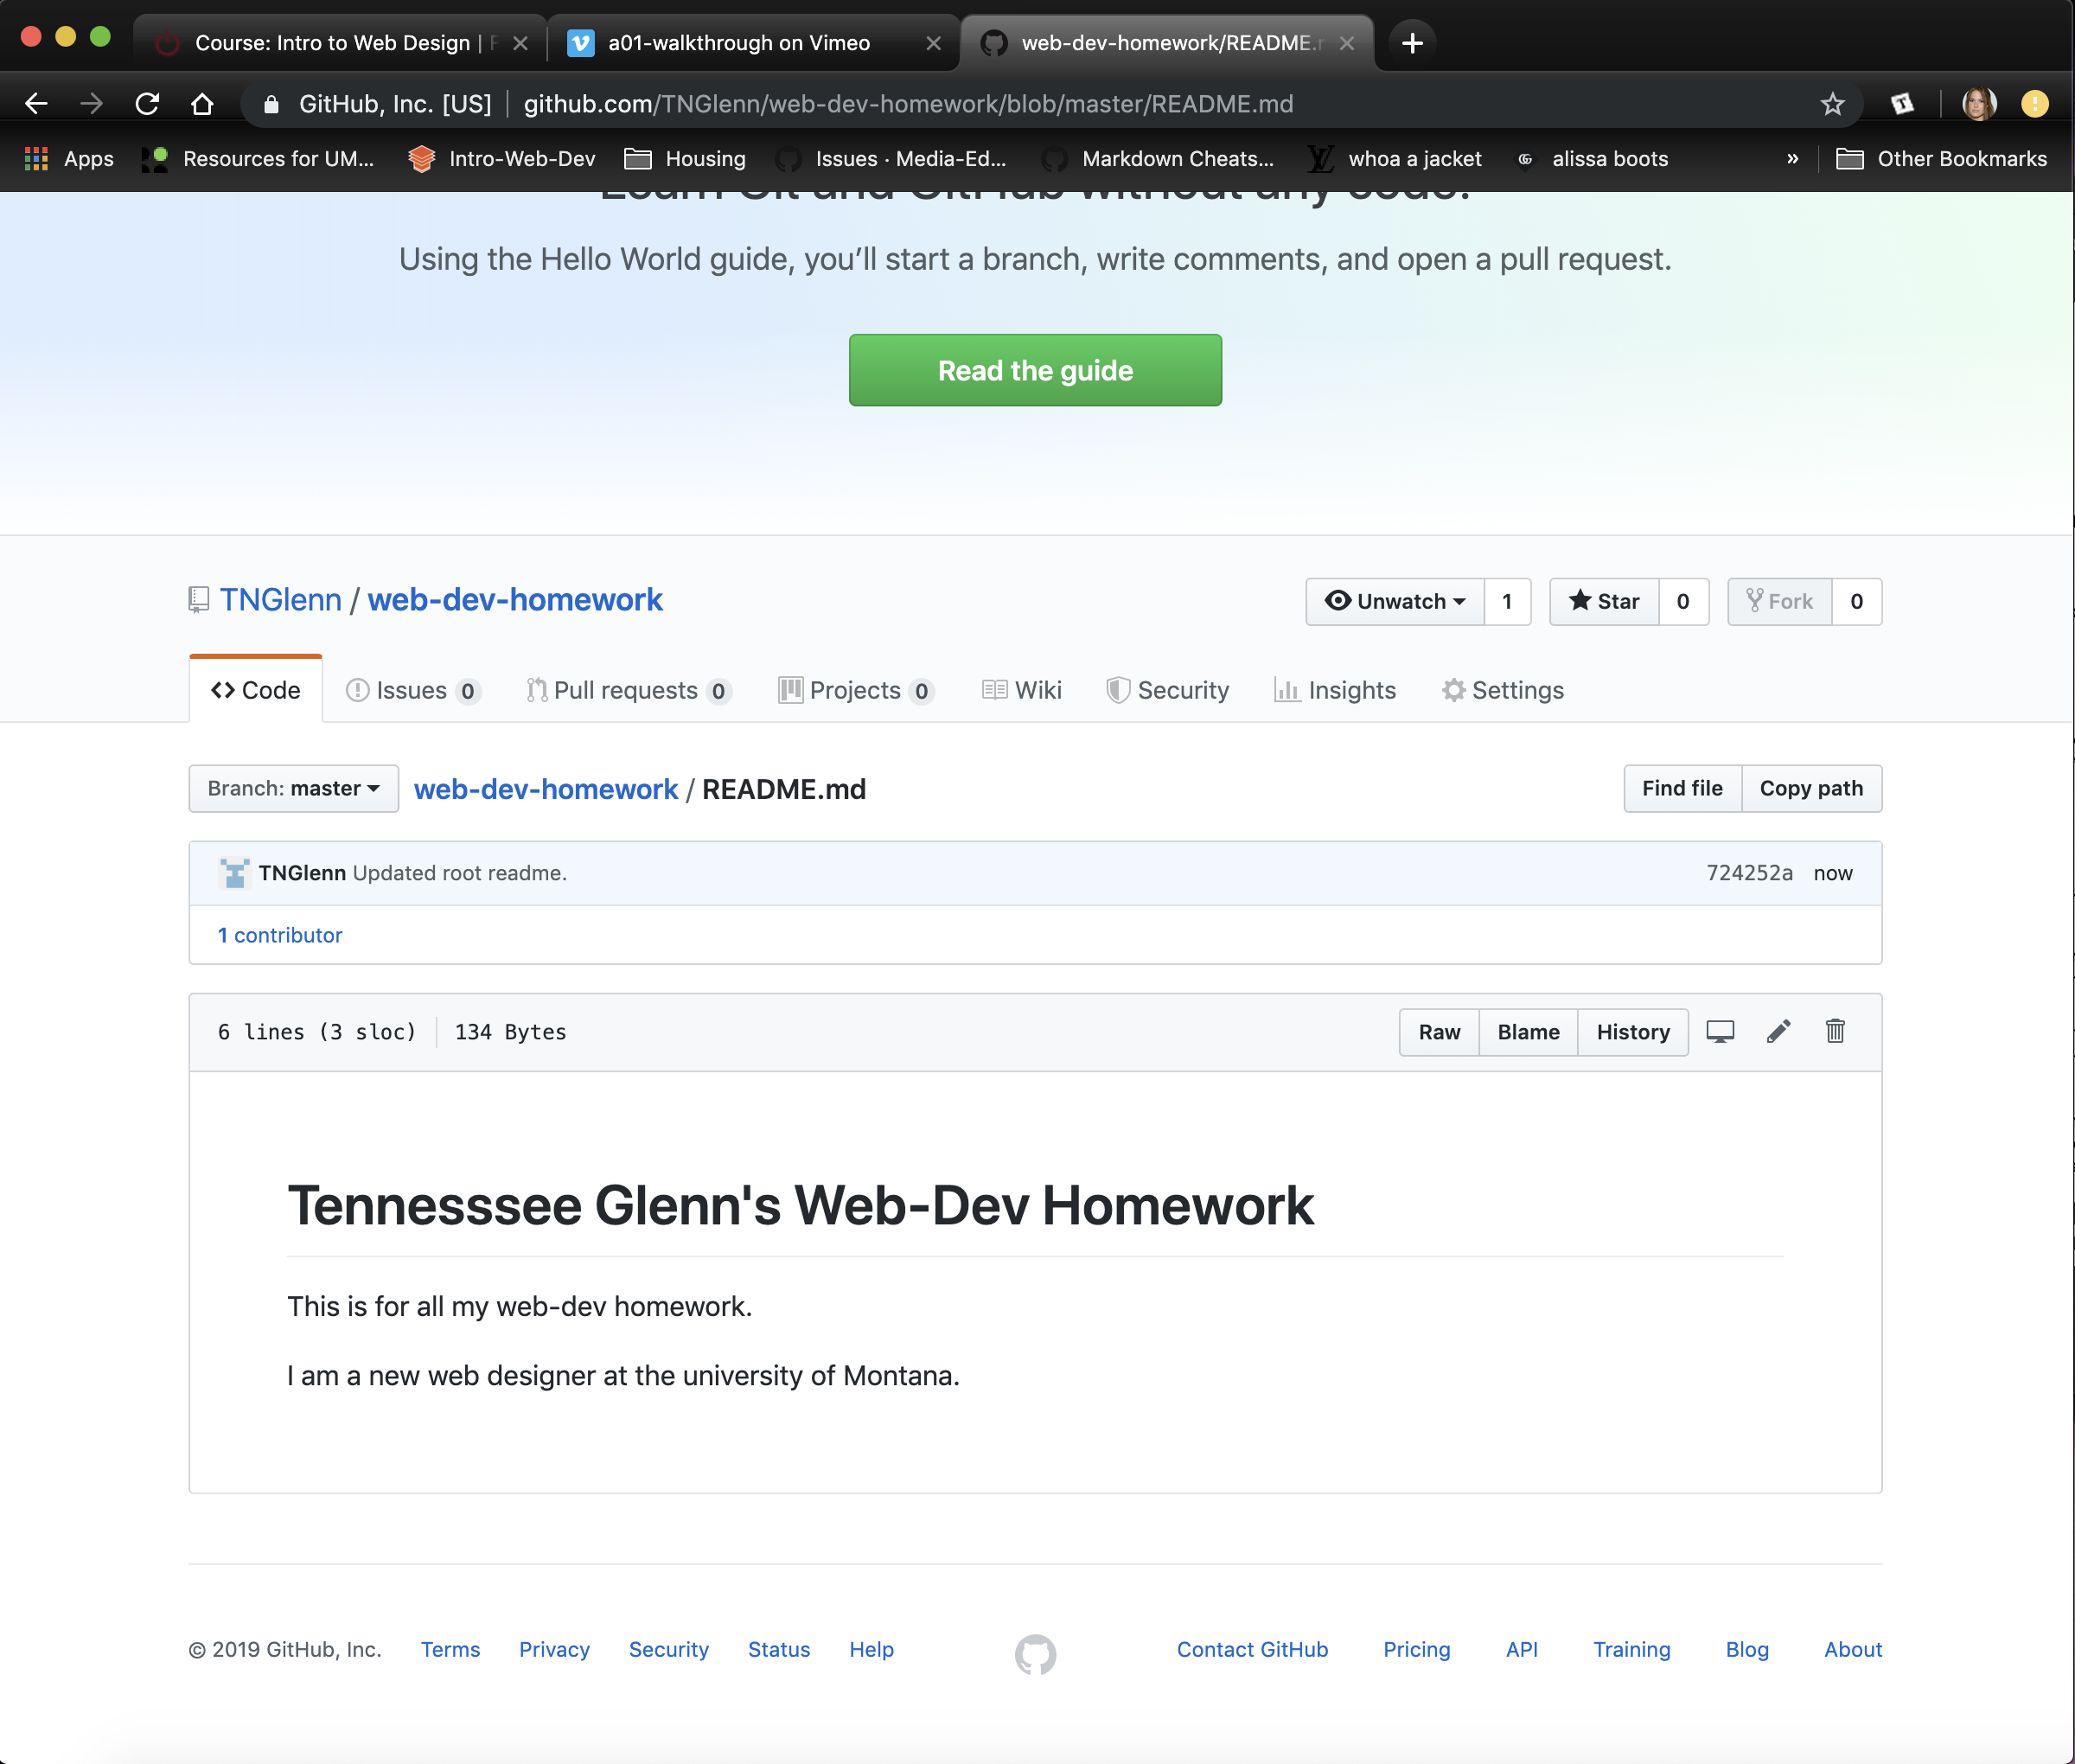 Course: Intro to Web Design |
a01-walkthrough on Vimeo
web-dev-homework/README.
GitHub, Inc. [US] github.com/TNGlenn/web-dev-homework/blob/master/README.md
Apps Resources for UM... Intro-Web-Dev Housing Issues · Media-Ed... Markdown Cheats... whoa a jacket alissa boots » Other Bookmarks
Learn Git and GitHub without any code!
Using the Hello World guide, you’ll start a branch, write comments, and open a pull request.
Read the guide
TNGlenn / web-dev-homework
Unwatch 1 Star 0 Fork 0
Code Issues 0 Pull requests 0 Projects 0 Wiki Security Insights Settings
Branch: master web-dev-homework / README.md Find file Copy path
TNGlenn Updated root readme. 724252a now
1 contributor
6 lines (3 sloc) 134 Bytes Raw Blame History
Tennesssee Glenn's Web-Dev Homework
This is for all my web-dev homework.
I am a new web designer at the university of Montana.
© 2019 GitHub, Inc. Terms Privacy Security Status Help Contact GitHub Pricing API Training Blog About